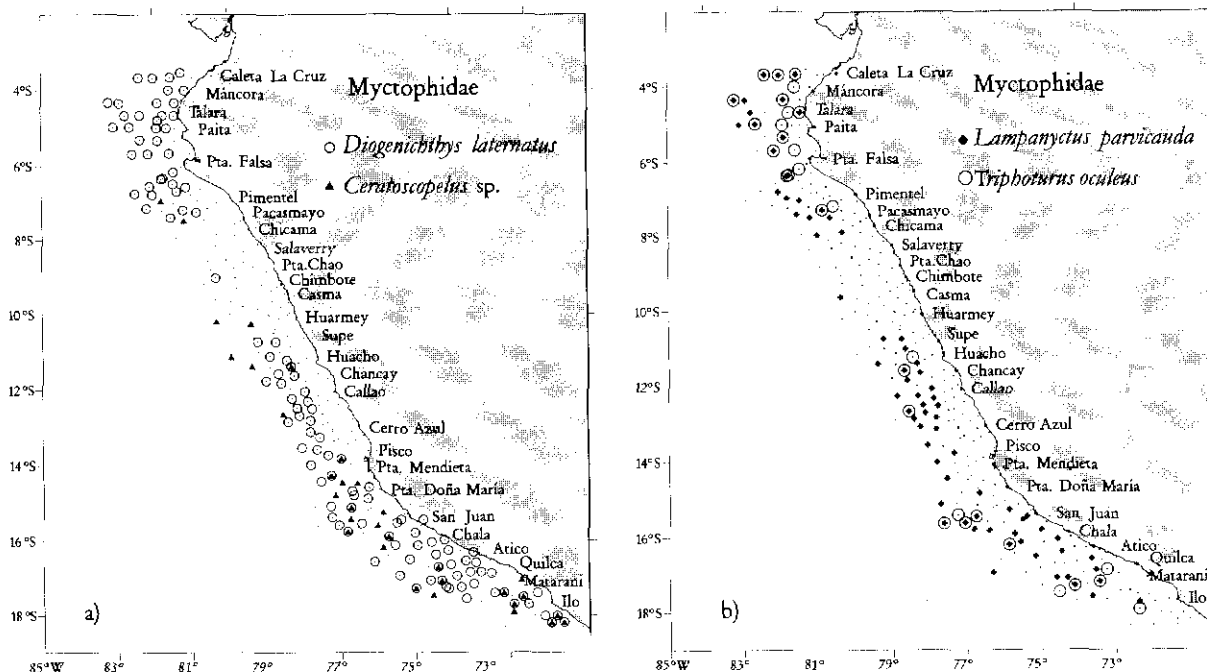 Caleta La Cruz
4°S
Máncora
Myctophidae
Talara
Paita
Diogenichthys laternatus
6°S
Pta. Falsa
Ceratoscopelus sp.
Pimentel
Pacasmayo
8°S
Chicama
Salaverry
Pta.Chao
Chimbote
Casma
10°S
Huarmey
Supe
Huacho
Chancay
12°S
Callao
Cerro Azul
Pisco
14°S
Pta. Mendieta
Pta. Doña María
San Juan
16°S
Chala
Atico
Quilca
Matarani
Ilo
18°S
a)
85°W
83°
81°
79°
77°
75°
73°
Caleta La Cruz
4°S
Máncora
Myctophidae
Talara
Paita
Lampanyctus parvicauda
6°S
Pta. Falsa
Triphoturus oculeus
Pimentel
Pacasmayo
8°S
Chicama
Salaverry
Pta.Chao
Chimbote
Casma
10°S
Huarmey
Supe
Huacho
Chancay
12°S
Callao
Cerro Azul
Pisco
14°S
Pta. Mendieta
Pta. Doña María
San Juan
16°S
Chala
Atico
Quilca
Matarani
Ilo
18°S
b)
85°W
83°
81°
79°
77°
75°
73°